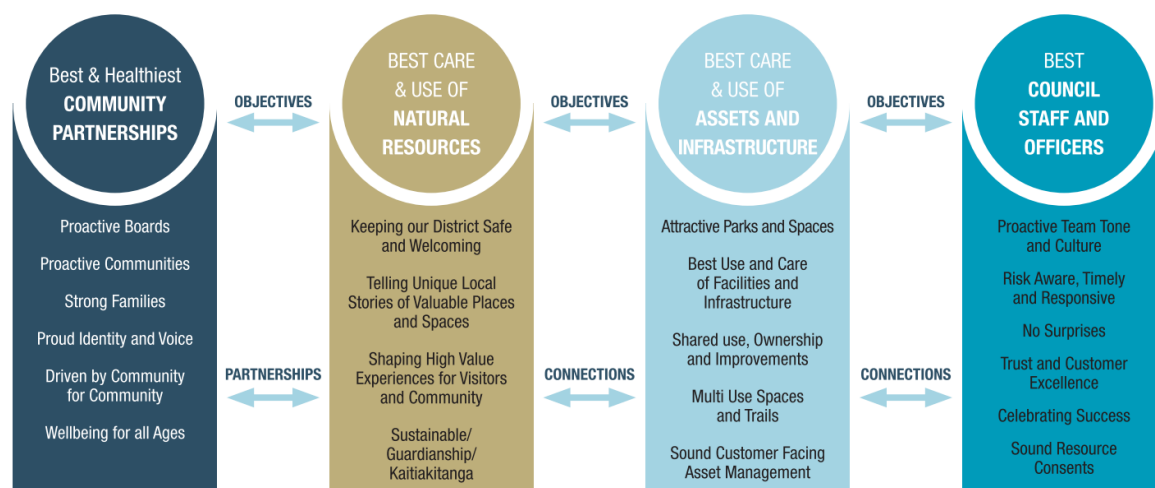 Best & Healthiest
COMMUNITY
PARTNERSHIPS
Proactive Boards
Proactive Communities
Strong Families
Proud Identity and Voice
Driven by Community
for Community
Wellbeing for all Ages
OBJECTIVES
PARTNERSHIPS
BEST CARE
& USE OF
NATURAL
RESOURCES
Keeping our District Safe
and Welcoming
Telling Unique Local
Stories of Valuable Places
and Spaces
Shaping High Value
Experiences for Visitors
and Community
Sustainable/
Guardianship/
Kaitiakitanga
OBJECTIVES
CONNECTIONS
BEST CARE
& USE OF
ASSETS AND
INFRASTRUCTURE
Attractive Parks and Spaces
Best Use and Care
of Facilities and
Infrastructure
Shared use, Ownership
and Improvements
Multi Use Spaces
and Trails
Sound Customer Facing
Asset Management
OBJECTIVES
CONNECTIONS
BEST
COUNCIL
STAFF AND
OFFICERS
Proactive Team Tone
and Culture
Risk Aware, Timely
and Responsive
No Surprises
Trust and Customer
Excellence
Celebrating Success
Sound Resource
Consents